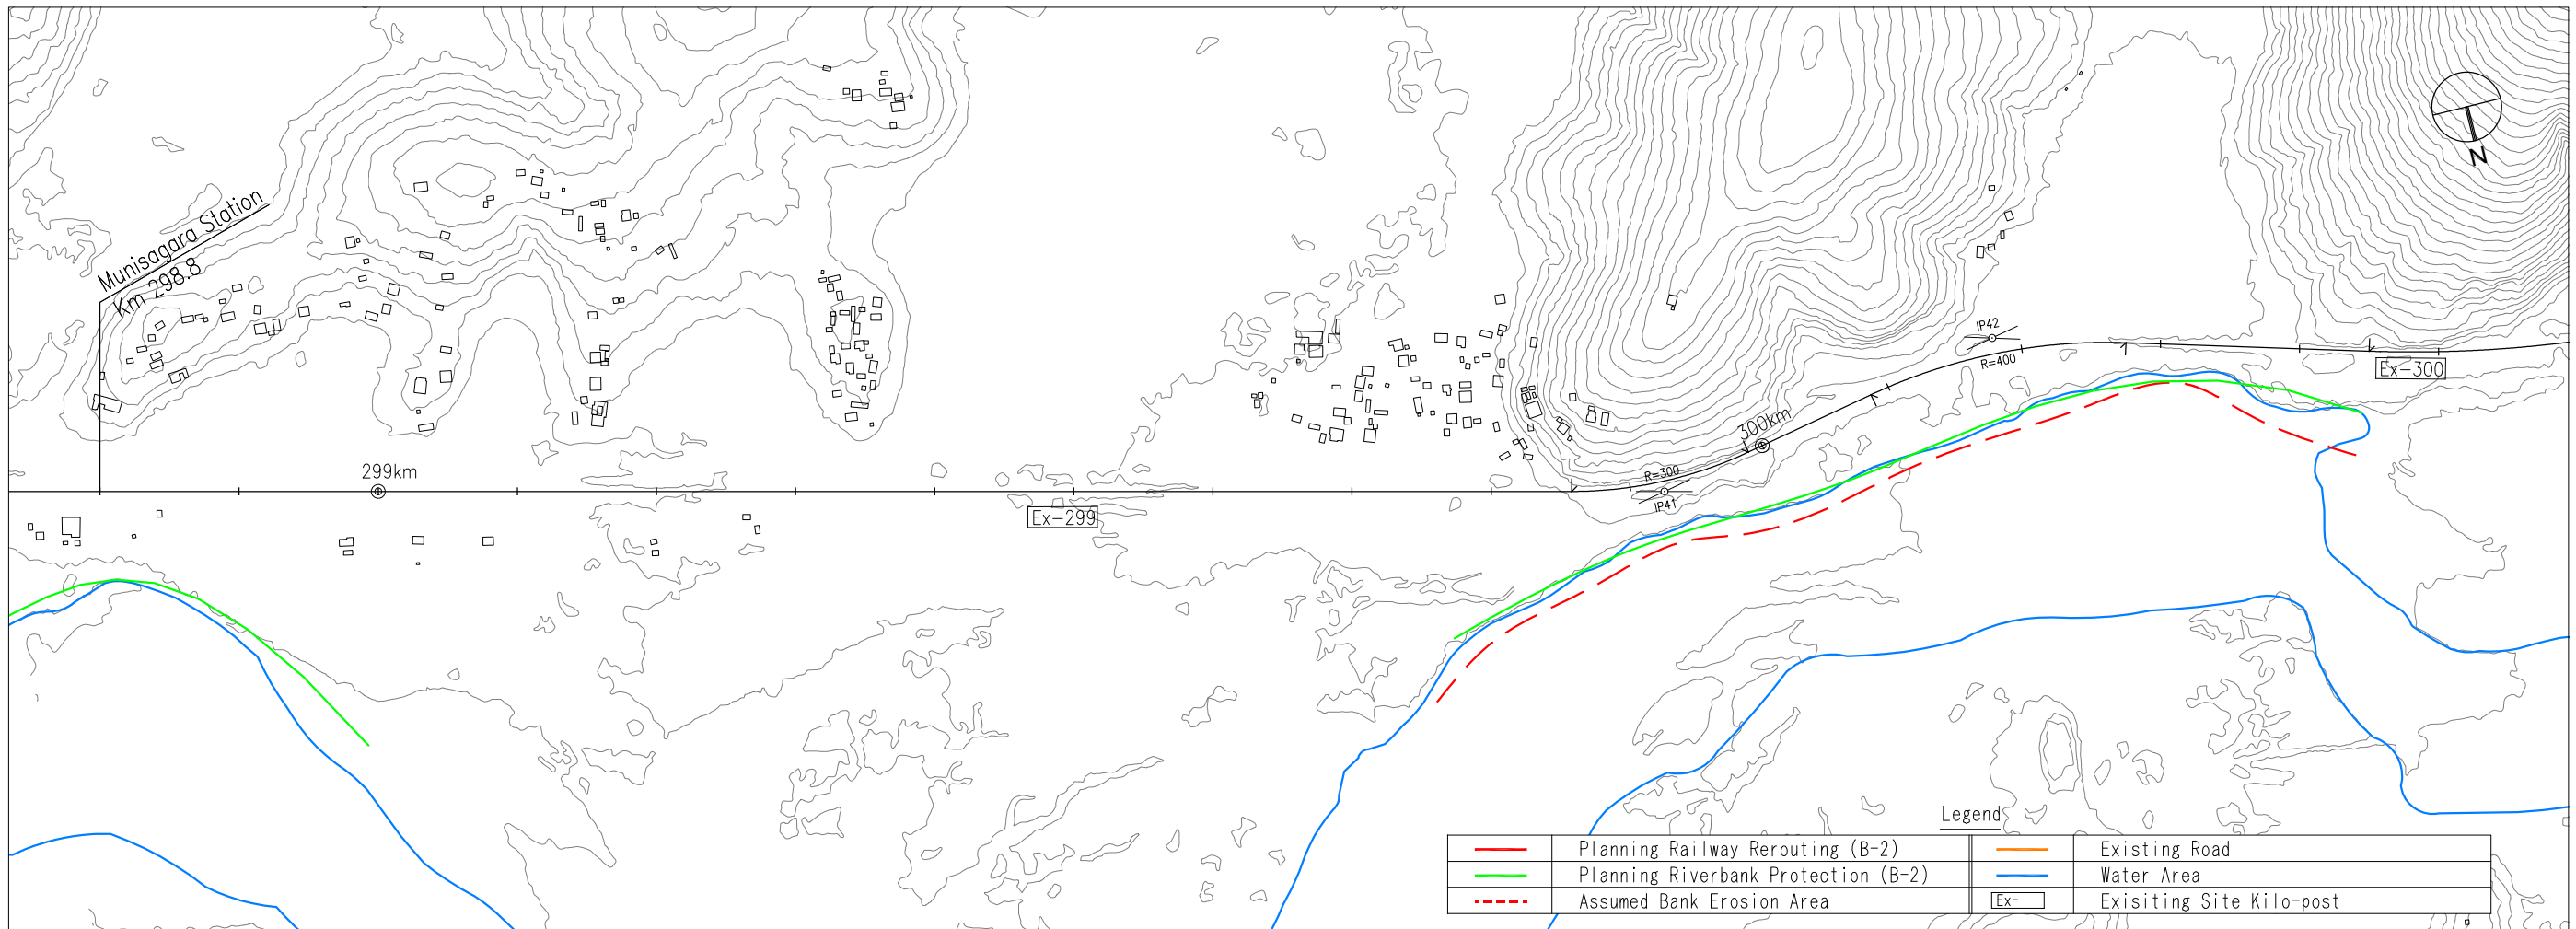 N
Munisagara Station
Km 298.8
IP42
R=400
Ex-300
300km
299km
R=300
IP41
Ex-299
Legend
Planning Railway Rerouting (B-2)
Existing Road
Planning Riverbank Protection (B-2)
Water Area
Assumed Bank Erosion Area
Ex-
Exisiting Site Kilo-post